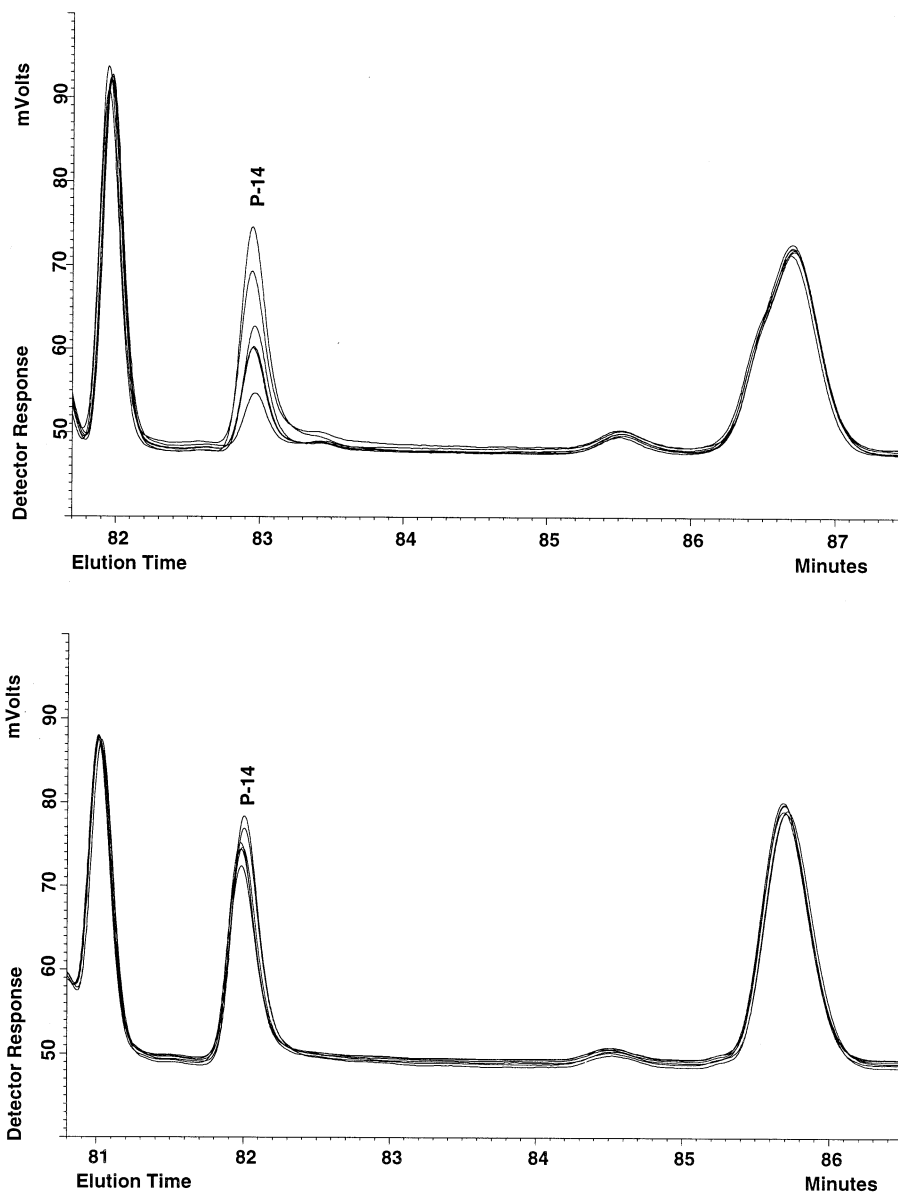 mVolts
90
80
70
60
50
Detector Response
P-14
82
83
84
85
86
87
Elution Time
Minutes
mVolts
90
80
70
60
50
Detector Response
P-14
81
82
83
84
85
86
Elution Time
Minutes